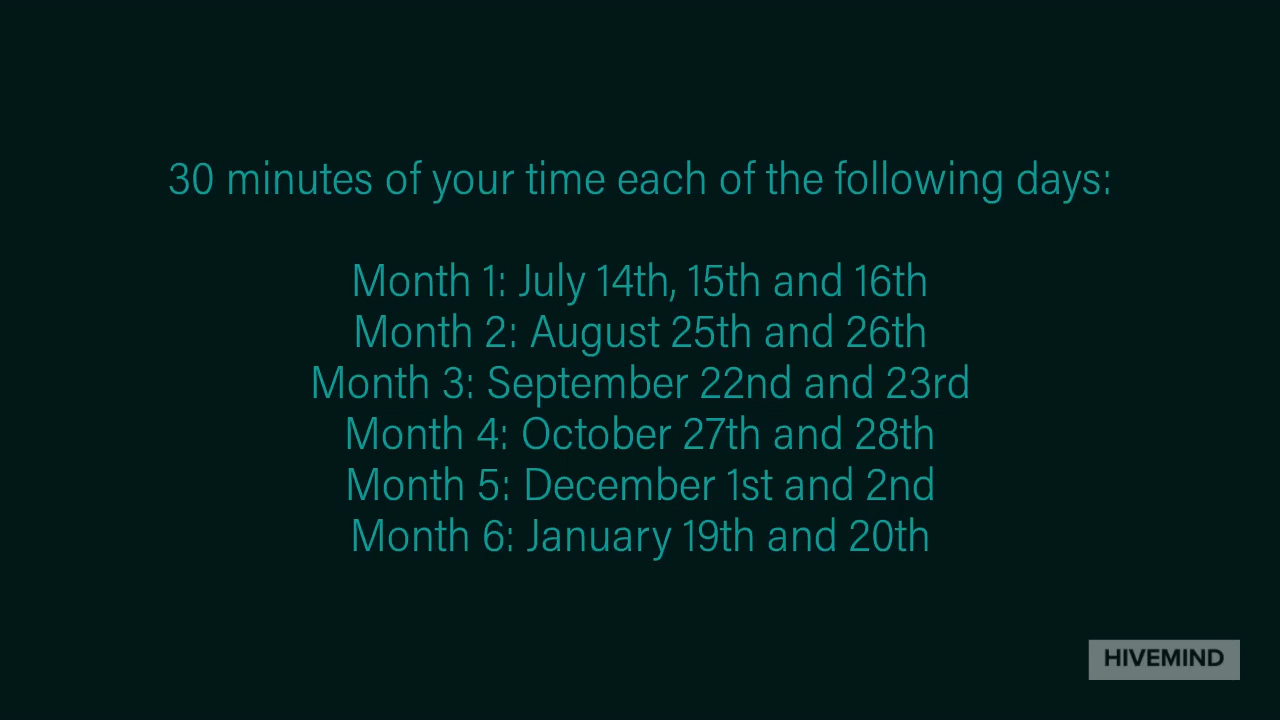 30 minutes of your time each of the following days:
Month 1: July 14th, 15th and 16th
Month 2: August 25th and 26th
Month 3: September 22nd and 23rd
Month 4: October 27th and 28th
Month 5: December 1st and 2nd
Month 6: January 19th and 20th
HIVEMIND